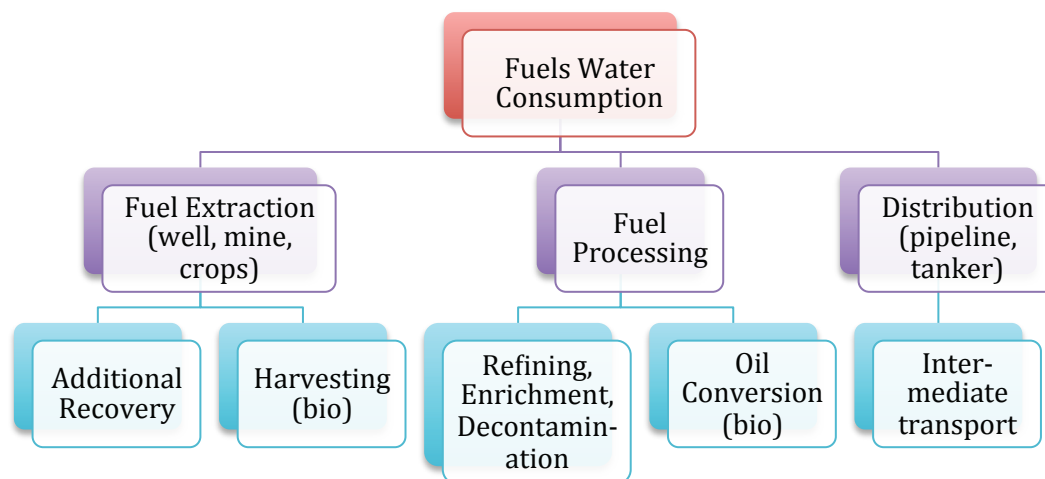 Fuels Water
Consumption
Fuel Extraction
(well, mine,
crops)
Fuel
Processing
Distribution
(pipeline,
tanker)
Additional
Recovery
Harvesting
(bio)
Refining,
Enrichment,
Decontamin-
ation
Oil
Conversion
(bio)
Inter-
mediate
transport